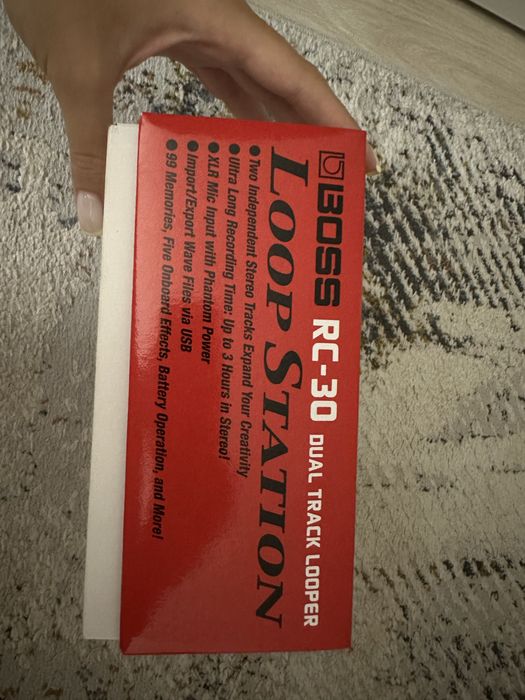 BOSS RC-30 DUAL TRACK LOOPER
LOOP STATION
● Two Independent Stereo Tracks Expand Your Creativity
● Ultra Long Recording Time: Up to 3 Hours in Stereo!
● XLR Mic Input with Phantom Power
● Import/Export Wave Files via USB
● 99 Memories, Five Onboard Effects, Battery Operation, and More!